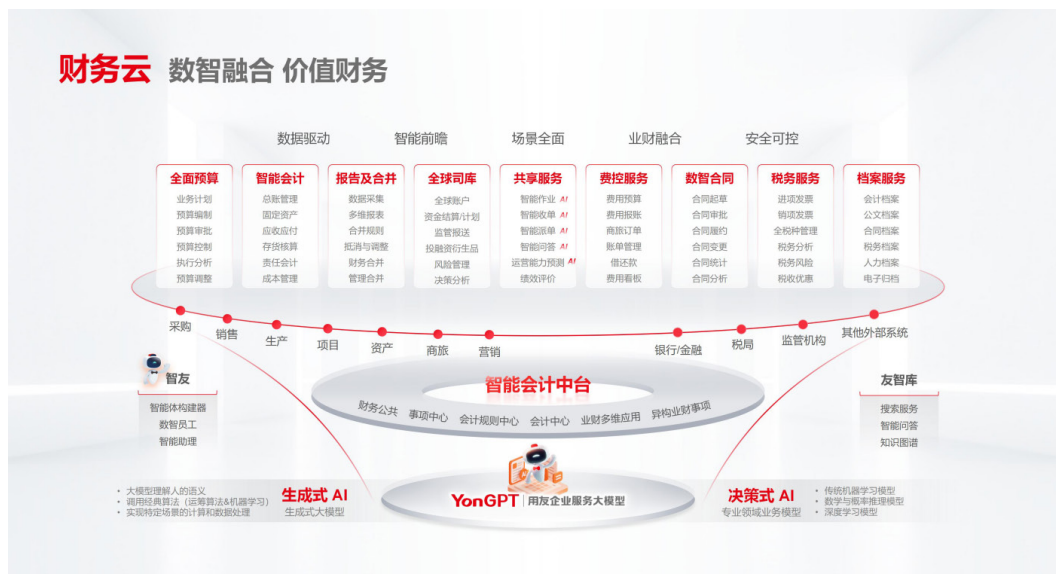 财务云 数智融合 价值财务
数据驱动 智能前瞻 场景全面 业财融合 安全可控
全面预算
业务计划
预算编制
预算审批
预算控制
执行分析
预算调整
智能会计
总账管理
固定资产
应收应付
存货核算
责任会计
成本管理
报告及合并
数据采集
多维报表
合并规则
抵消与调整
财务合并
管理合并
全球司库
全球账户
资金结算/计划
监管报送
投融资衍生品
风险管理
决策分析
共享服务
智能作业 AI
智能收单 AI
智能派单 AI
智能问答 AI
运营能力预测 AI
绩效评价
费控服务
费用预算
费用报账
商旅订单
账单管理
借还款
费用看板
数智合同
合同起草
合同审批
合同履约
合同变更
合同统计
合同分析
税务服务
进项发票
销项发票
全税种管理
税务分析
税务风险
税收优惠
档案服务
会计档案
公文档案
合同档案
税务档案
人力档案
电子归档
采购 销售 生产 项目 资产 商旅 营销 银行/金融 税局 监管机构 其他外部系统
智友
智能体构建器
数智员工
智能助理
智能会计中台
财务公共 事项中心 会计规则中心 会计中心 业财多维应用 异构业财事项
友智库
搜索服务
智能问答
知识图谱
• 大模型理解人的语义
• 调用经典算法（运筹算法&机器学习）
• 实现特定场景的计算和数据处理
生成式 AI
生成式大模型
YonGPT 用友企业服务大模型
决策式 AI
专业领域业务模型
• 传统机器学习模型
• 数学与概率推理模型
• 深度学习模型